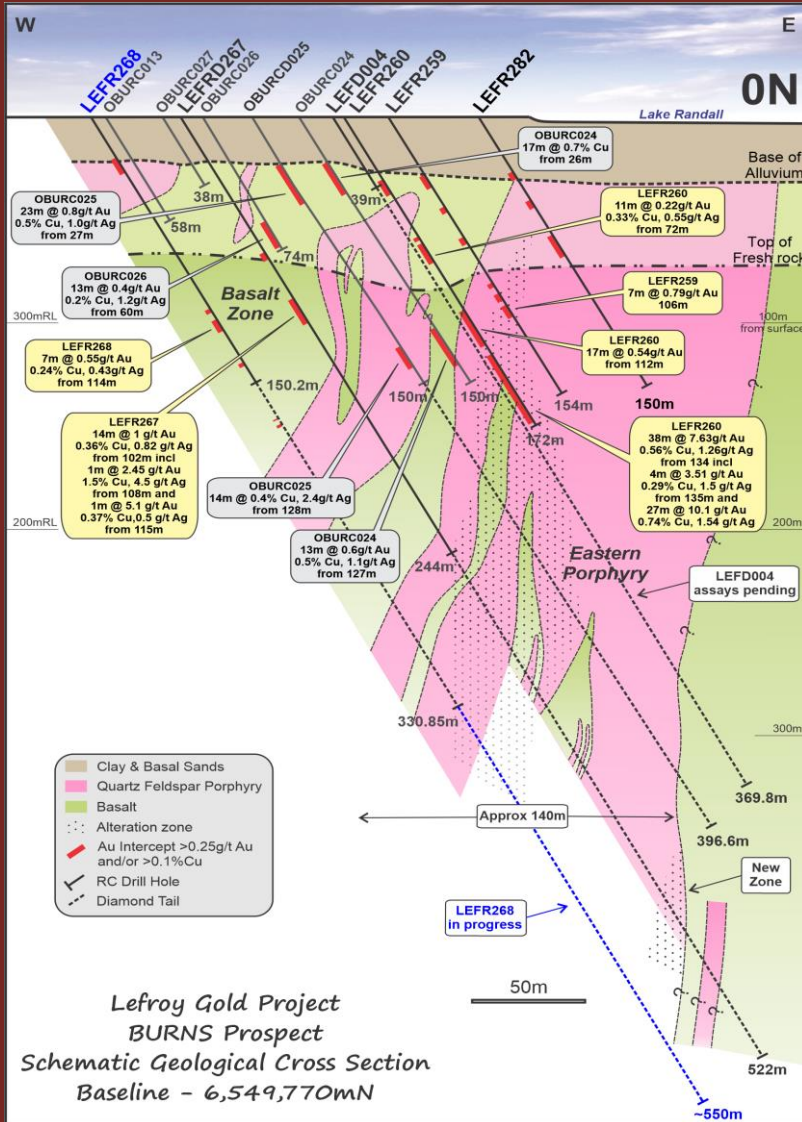 W
E
LEFR268
OBURC013
OBURC027
LEFRD267
OBURC026
OBURCD025
OBURC024
LEFD004
LEFR260
LEFR259
LEFR282
0N
Lake Randall
OBURC024
17m @ 0.7% Cu
from 26m
Base of
Alluvium
OBURC025
23m @ 0.8g/t Au
0.5% Cu, 1.0g/t Ag
from 27m
38m
58m
39m
LEFR260
11m @ 0.22g/t Au
0.33% Cu, 0.55g/t Ag
from 72m
74m
Top of
Fresh rock
OBURC026
13m @ 0.4g/t Au
0.2% Cu, 1.2g/t Ag
from 60m
Basalt
Zone
LEFR259
7m @ 0.79g/t Au
106m
300mRL
100m
from surface
LEFR268
7m @ 0.55g/t Au
0.24% Cu, 0.43g/t Ag
from 114m
LEFR260
17m @ 0.54g/t Au
from 112m
150.2m
150m
150m
154m
150m
LEFR267
14m @ 1 g/t Au
0.36% Cu, 0.82 g/t Ag
from 102m incl
1m @ 2.45 g/t Au
1.5% Cu, 4.5 g/t Ag
from 108m and
1m @ 5.1 g/t Au
0.37% Cu,0.5 g/t Ag
from 115m
172m
LEFR260
38m @ 7.63g/t Au
0.56% Cu, 1.26g/t Ag
from 134 incl
4m @ 3.51 g/t Au
0.29% Cu, 1.5 g/t Ag
from 135m and
27m @ 10.1 g/t Au
0.74% Cu, 1.54 g/t Ag
OBURC025
14m @ 0.4% Cu, 2.4g/t Ag
from 128m
200mRL
200m
OBURC024
13m @ 0.6g/t Au
0.5% Cu, 1.1g/t Ag
from 127m
244m
Eastern
Porphyry
LEFD004
assays pending
?
?
?
?
330.85m
300m
Clay & Basal Sands
Quartz Feldspar Porphyry
Basalt
Alteration zone
Au Intercept >0.25g/t Au
and/or >0.1%Cu
RC Drill Hole
Diamond Tail
369.8m
Approx 140m
396.6m
New
Zone
LEFR268
in progress
50m
? ? ?
Lefroy Gold Project
BURNS Prospect
Schematic Geological Cross Section
Baseline - 6,549,770mN
522m
~550m